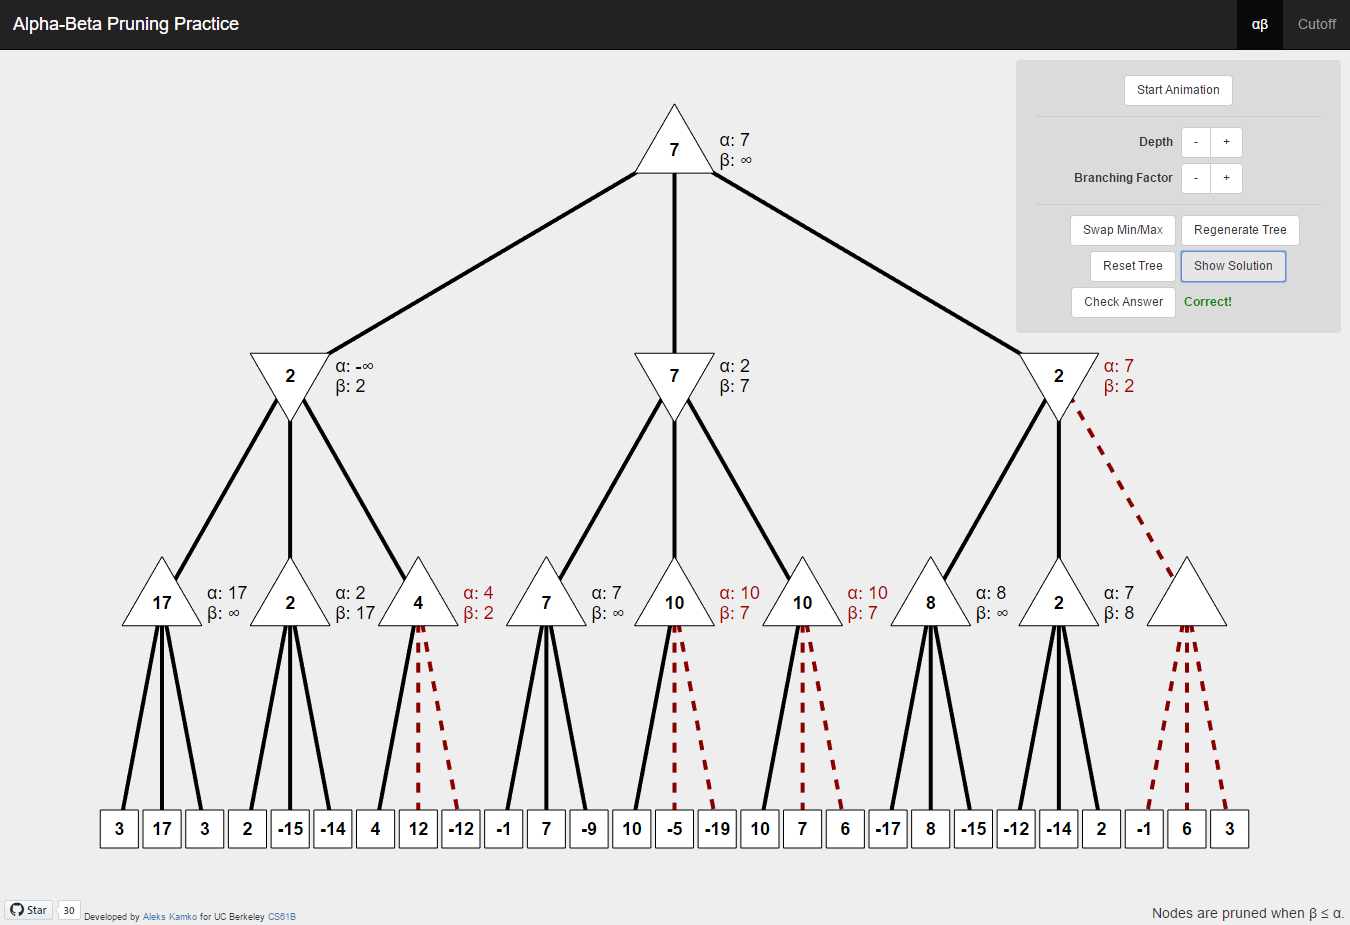 Alpha-Beta Pruning Practice
αβ
Cutoff
Start Animation
Depth - +
Branching Factor - +
Swap Min/Max Regenerate Tree
Reset Tree Show Solution
Check Answer Correct!
7
α: 7
β: ∞
2
α: -∞
β: 2
7
α: 2
β: 7
2
α: 7
β: 2
17
α: 17
β: ∞
2
α: 2
β: 17
4
α: 4
β: 2
7
α: 7
β: ∞
10
α: 10
β: 7
10
α: 10
β: 7
8
α: 8
β: ∞
2
α: 7
β: 8
3 17 3 2 -15 -14 4 12 -12 -1 7 -9 10 -5 -19 10 7 6 -17 8 -15 -12 -14 2 -1 6 3
Star 30 Developed by Aleks Kamko for UC Berkeley CS61B
Nodes are pruned when β ≤ α.